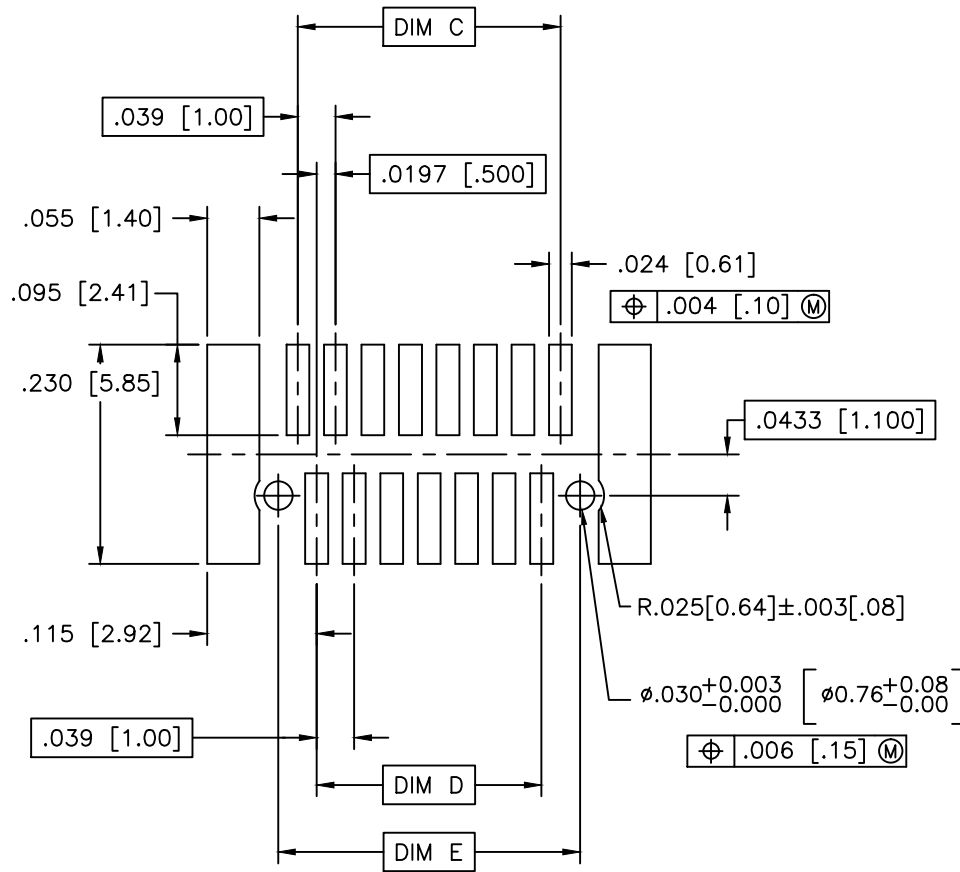 DIM C
.039 [1.00]
.0197 [.500]
.055 [1.40]
.024 [0.61]
.095 [2.41]
⌖ .004 [.10] Ⓜ
.230 [5.85]
.0433 [1.100]
R.025[0.64]±.003[.08]
.115 [2.92]
ø.030+0.003 -0.000 [ø0.76+0.08 -0.00]
.039 [1.00]
⌖ .006 [.15] Ⓜ
DIM D
DIM E